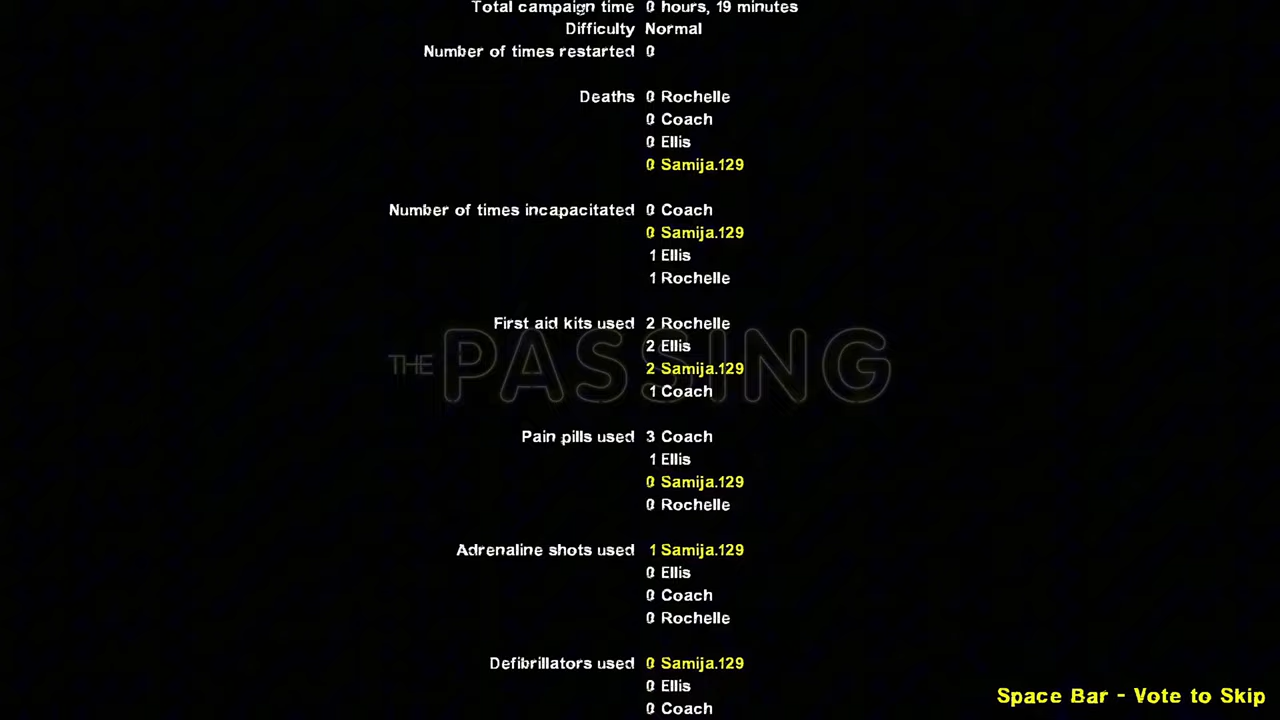 Total campaign time 0 hours, 19 minutes
Difficulty Normal
Number of times restarted 0
Deaths 0 Rochelle
0 Coach
0 Ellis
0 Samija.129
Number of times incapacitated 0 Coach
0 Samija.129
1 Ellis
1 Rochelle
First aid kits used 2 Rochelle
2 Ellis
THE PASSING
2 Samija.129
1 Coach
Pain pills used 3 Coach
1 Ellis
0 Samija.129
0 Rochelle
Adrenaline shots used 1 Samija.129
0 Ellis
0 Coach
0 Rochelle
Defibrillators used 0 Samija.129
0 Ellis
0 Coach
Space Bar - Vote to Skip